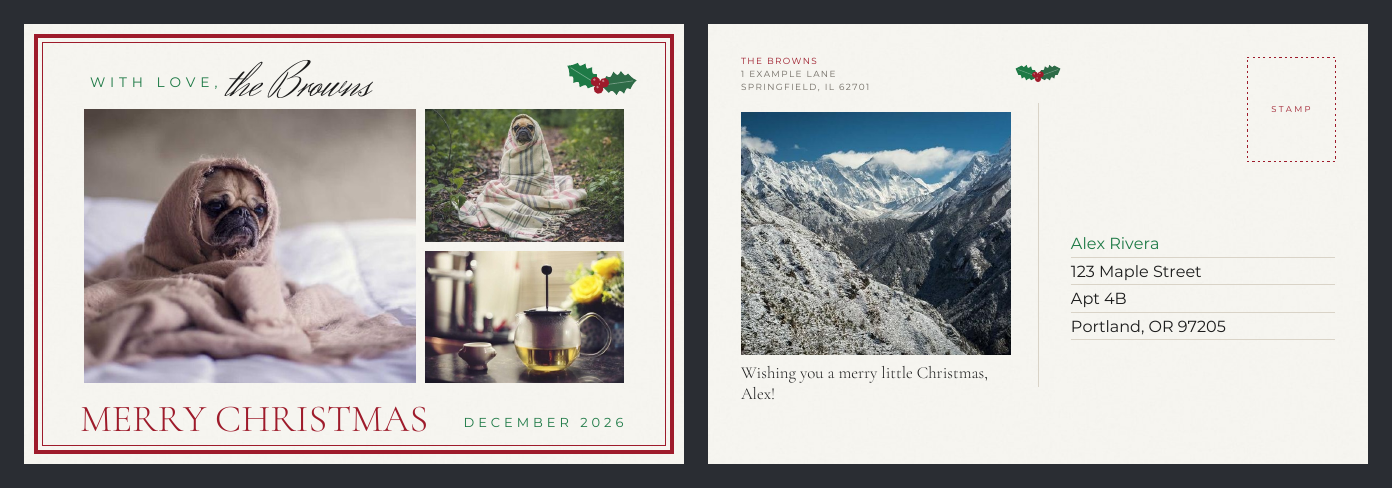 WITH LOVE, the Browns
MERRY CHRISTMAS
DECEMBER 2026
THE BROWNS
1 EXAMPLE LANE
SPRINGFIELD, IL 62701
Wishing you a merry little Christmas,
Alex!
STAMP
Alex Rivera
123 Maple Street
Apt 4B
Portland, OR 97205